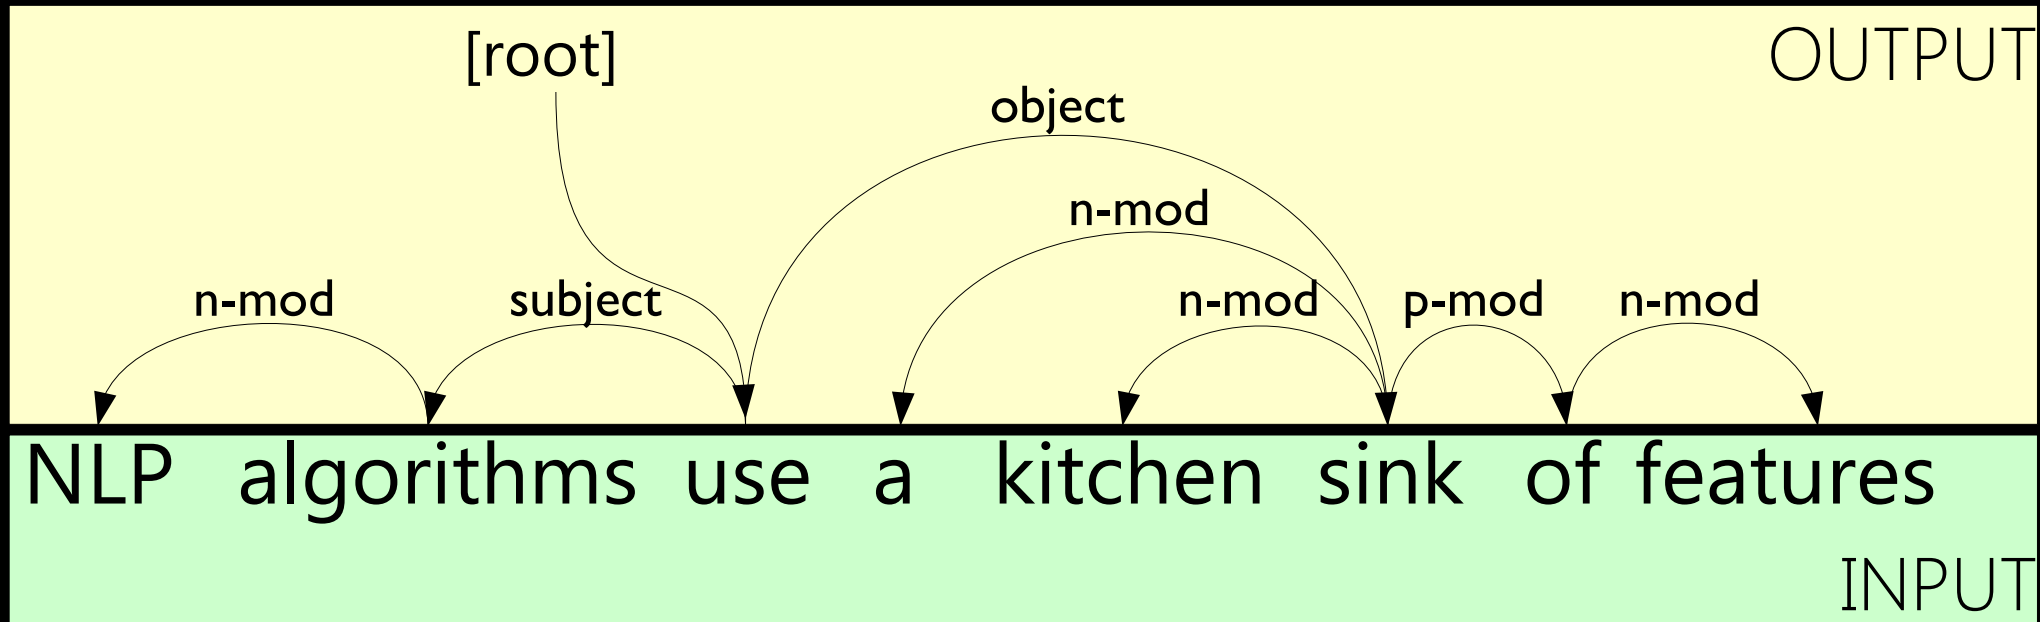 [root]
OUTPUT
object
n-mod
n-mod subject n-mod p-mod n-mod
NLP algorithms use a kitchen sink of features
INPUT